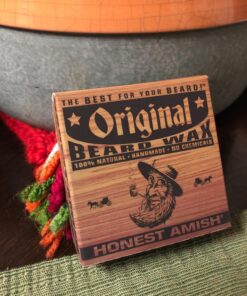 THE BEST FOR YOUR BEARD!
Original
BEARD WAX
100% NATURAL • HANDMADE • NO CHEMICALS
HONEST AMISH®